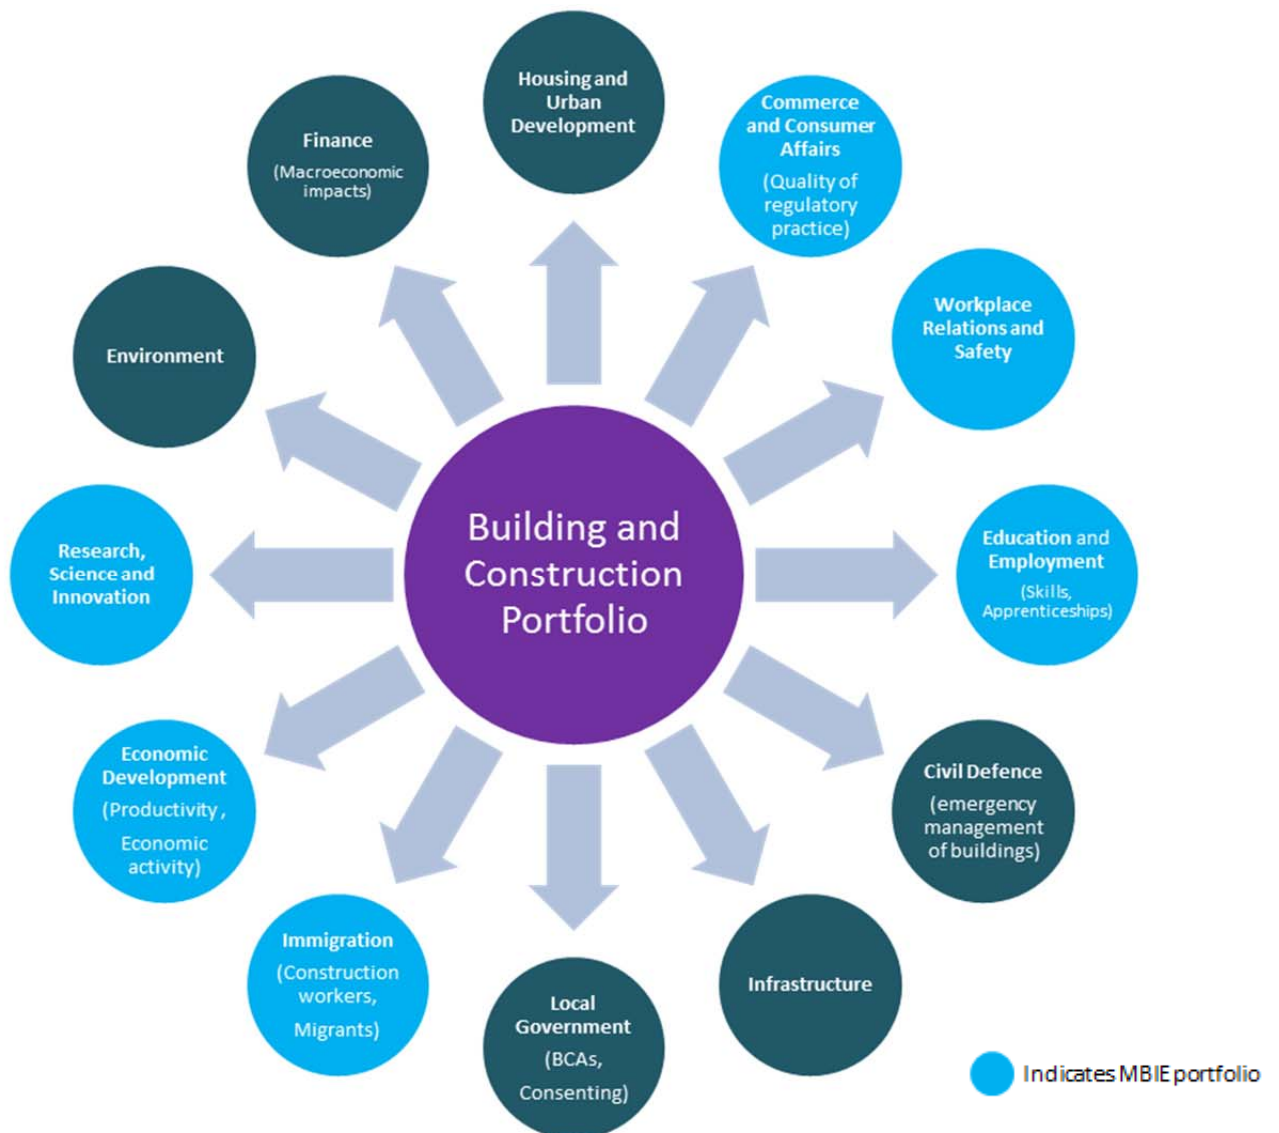 Housing and
Urban
Development
Commerce
and Consumer
Affairs
(Quality of
regulatory
practice)
Workplace
Relations and
Safety
Education and
Employment
(Skills,
Apprenticeships)
Civil Defence
(emergency
management
of buildings)
Infrastructure
Local
Government
(BCAs,
Consenting)
Immigration
(Construction
workers,
Migrants)
Economic
Development
(Productivity ,
Economic
activity)
Research,
Science and
Innovation
Environment
Finance
(Macroeconomic
impacts)
Building and
Construction
Portfolio
Indicates MBIE portfolio